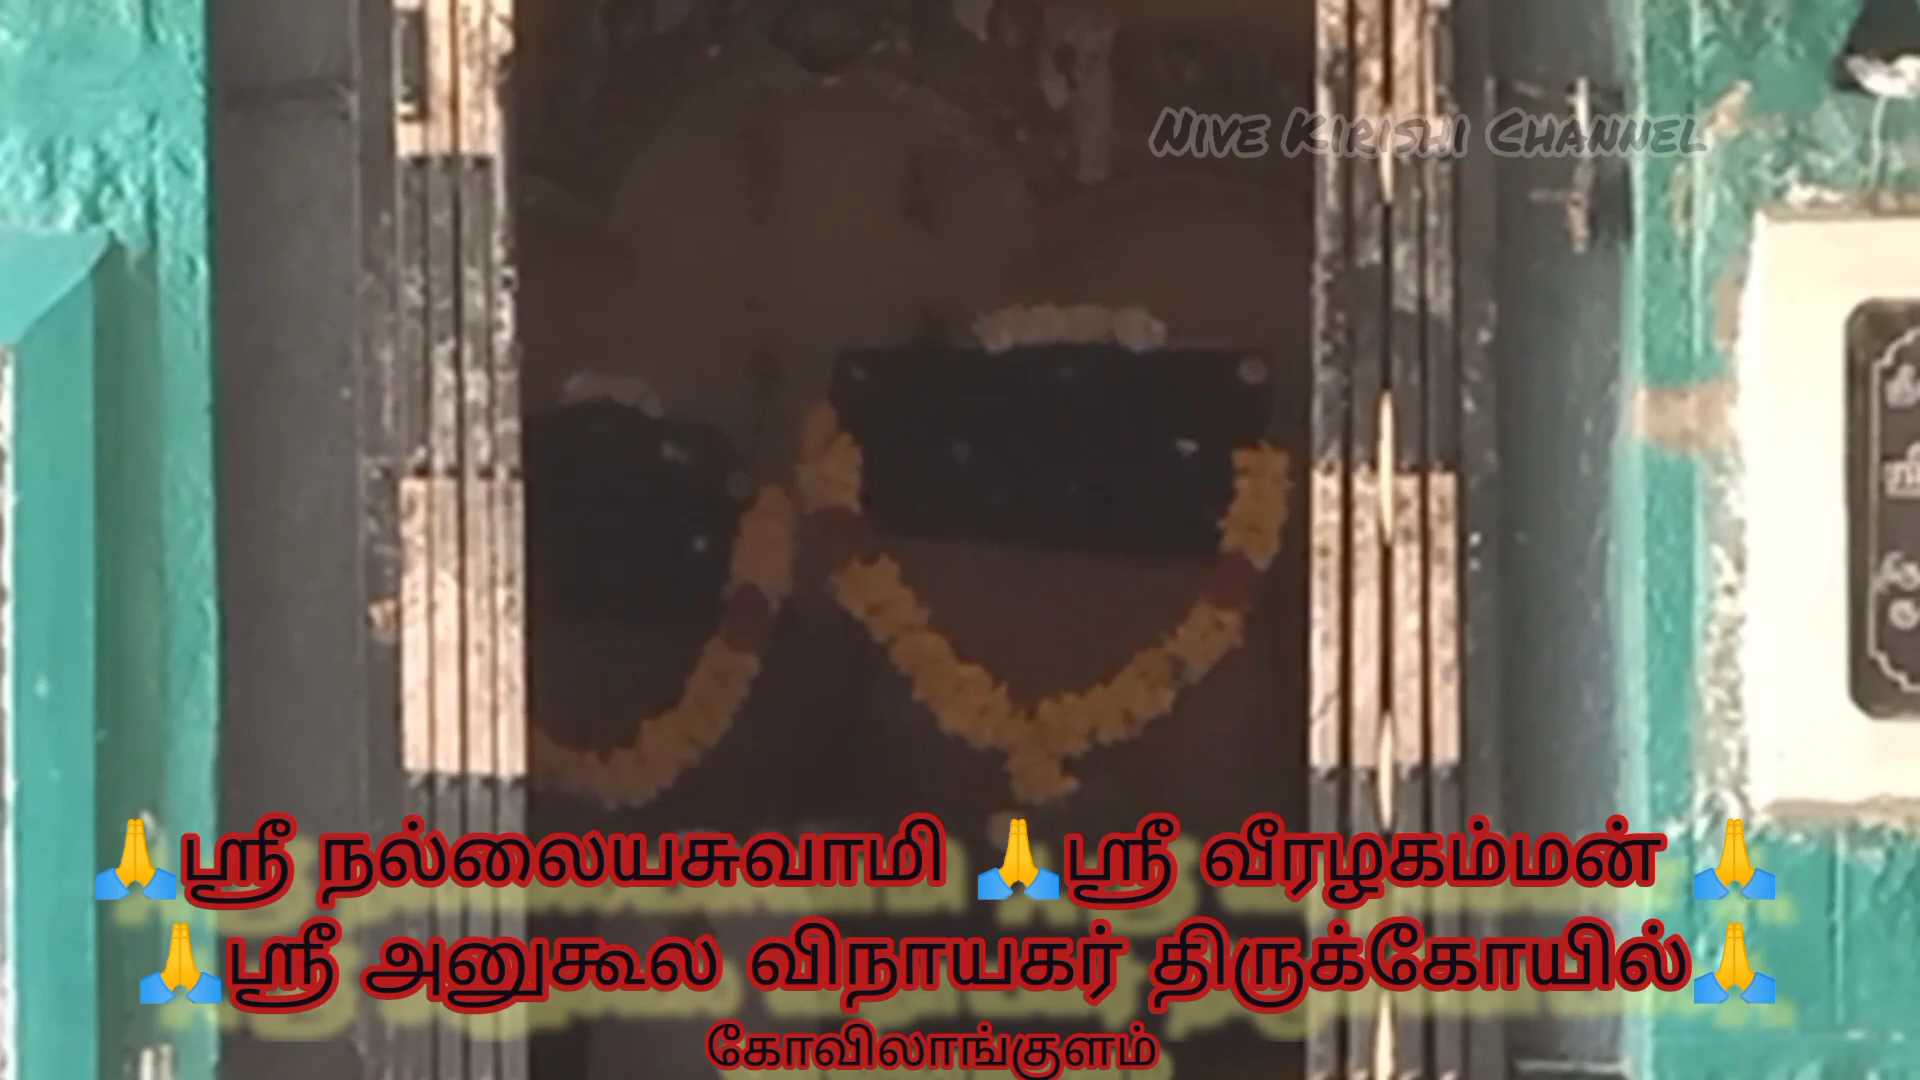 Nive Kirishi Channel
🙏ஸ்ரீ நல்லையசுவாமி 🙏ஸ்ரீ வீரழகம்மன் 🙏
🙏ஸ்ரீ அனுகூல விநாயகர் திருக்கோயில்🙏
கோவிலாங்குளம்